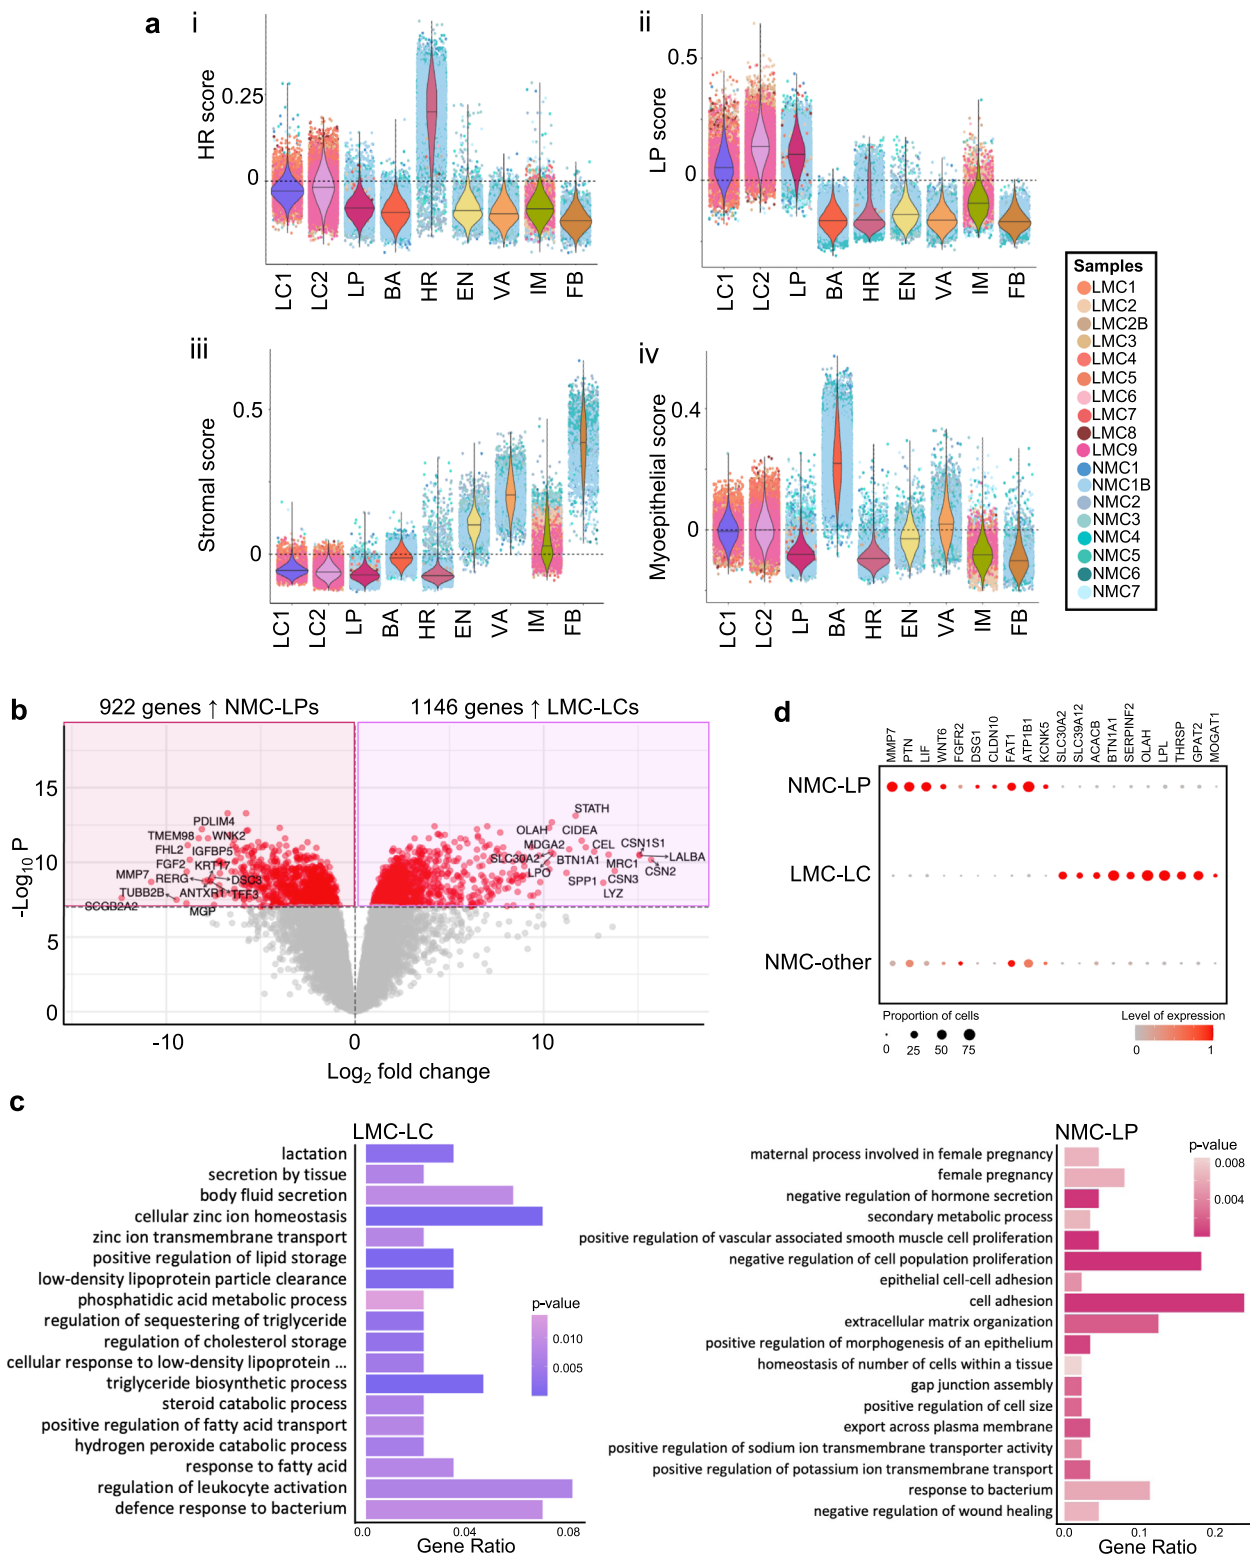 a
i
HR score
0.25
0
LC1 LC2 LP BA HR EN VA IM FB
ii
LP score
0.5
0
LC1 LC2 LP BA HR EN VA IM FB
iii
Stromal score
0.5
0
LC1 LC2 LP BA HR EN VA IM FB
iv
Myoepithelial score
0.4
0
LC1 LC2 LP BA HR EN VA IM FB
Samples
LMC1
LMC2
LMC2B
LMC3
LMC4
LMC5
LMC6
LMC7
LMC8
LMC9
NMC1
NMC1B
NMC2
NMC3
NMC4
NMC5
NMC6
NMC7
b
922 genes ↑ NMC-LPs
1146 genes ↑ LMC-LCs
-Log10 P
15
10
5
0
-10 0 10
Log2 fold change
PDLIM4
TMEM98
WNK2
FHL2
IGFBP5
FGF2
KRT17
MMP7
RERG
DSC3
TUBB2B
ANTXR1
TFF3
SCGB2A2
MGP
STATH
OLAH
CIDEA
MDGA2
CEL
CSN1S1
SLC30A2
BTN1A1
MRC1
LALBA
LPO
CSN2
SPP1
CSN3
LYZ
d
MMP7 PTN LIF WNT6 FGFR2 DSG1 CLDN10 FAT1 ATP1B1 KCNK5 SLC30A2 SLC39A12 ACACB BTN1A1 SERPINF2 OLAH LPL THRSP GPAT2 MOGAT1
NMC-LP
LMC-LC
NMC-other
Proportion of cells
0 25 50 75
Level of expression
0 1
c
LMC-LC
lactation
secretion by tissue
body fluid secretion
cellular zinc ion homeostasis
zinc ion transmembrane transport
positive regulation of lipid storage
low-density lipoprotein particle clearance
phosphatidic acid metabolic process
regulation of sequestering of triglyceride
regulation of cholesterol storage
cellular response to low-density lipoprotein ...
triglyceride biosynthetic process
steroid catabolic process
positive regulation of fatty acid transport
hydrogen peroxide catabolic process
response to fatty acid
regulation of leukocyte activation
defence response to bacterium
0.0 0.04 0.08
Gene Ratio
p-value
0.010
0.005
NMC-LP
maternal process involved in female pregnancy
female pregnancy
negative regulation of hormone secretion
secondary metabolic process
positive regulation of vascular associated smooth muscle cell proliferation
negative regulation of cell population proliferation
epithelial cell-cell adhesion
cell adhesion
extracellular matrix organization
positive regulation of morphogenesis of an epithelium
homeostasis of number of cells within a tissue
gap junction assembly
positive regulation of cell size
export across plasma membrane
positive regulation of sodium ion transmembrane transporter activity
positive regulation of potassium ion transmembrane transport
response to bacterium
negative regulation of wound healing
0.0 0.1 0.2
Gene Ratio
p-value
0.008
0.004